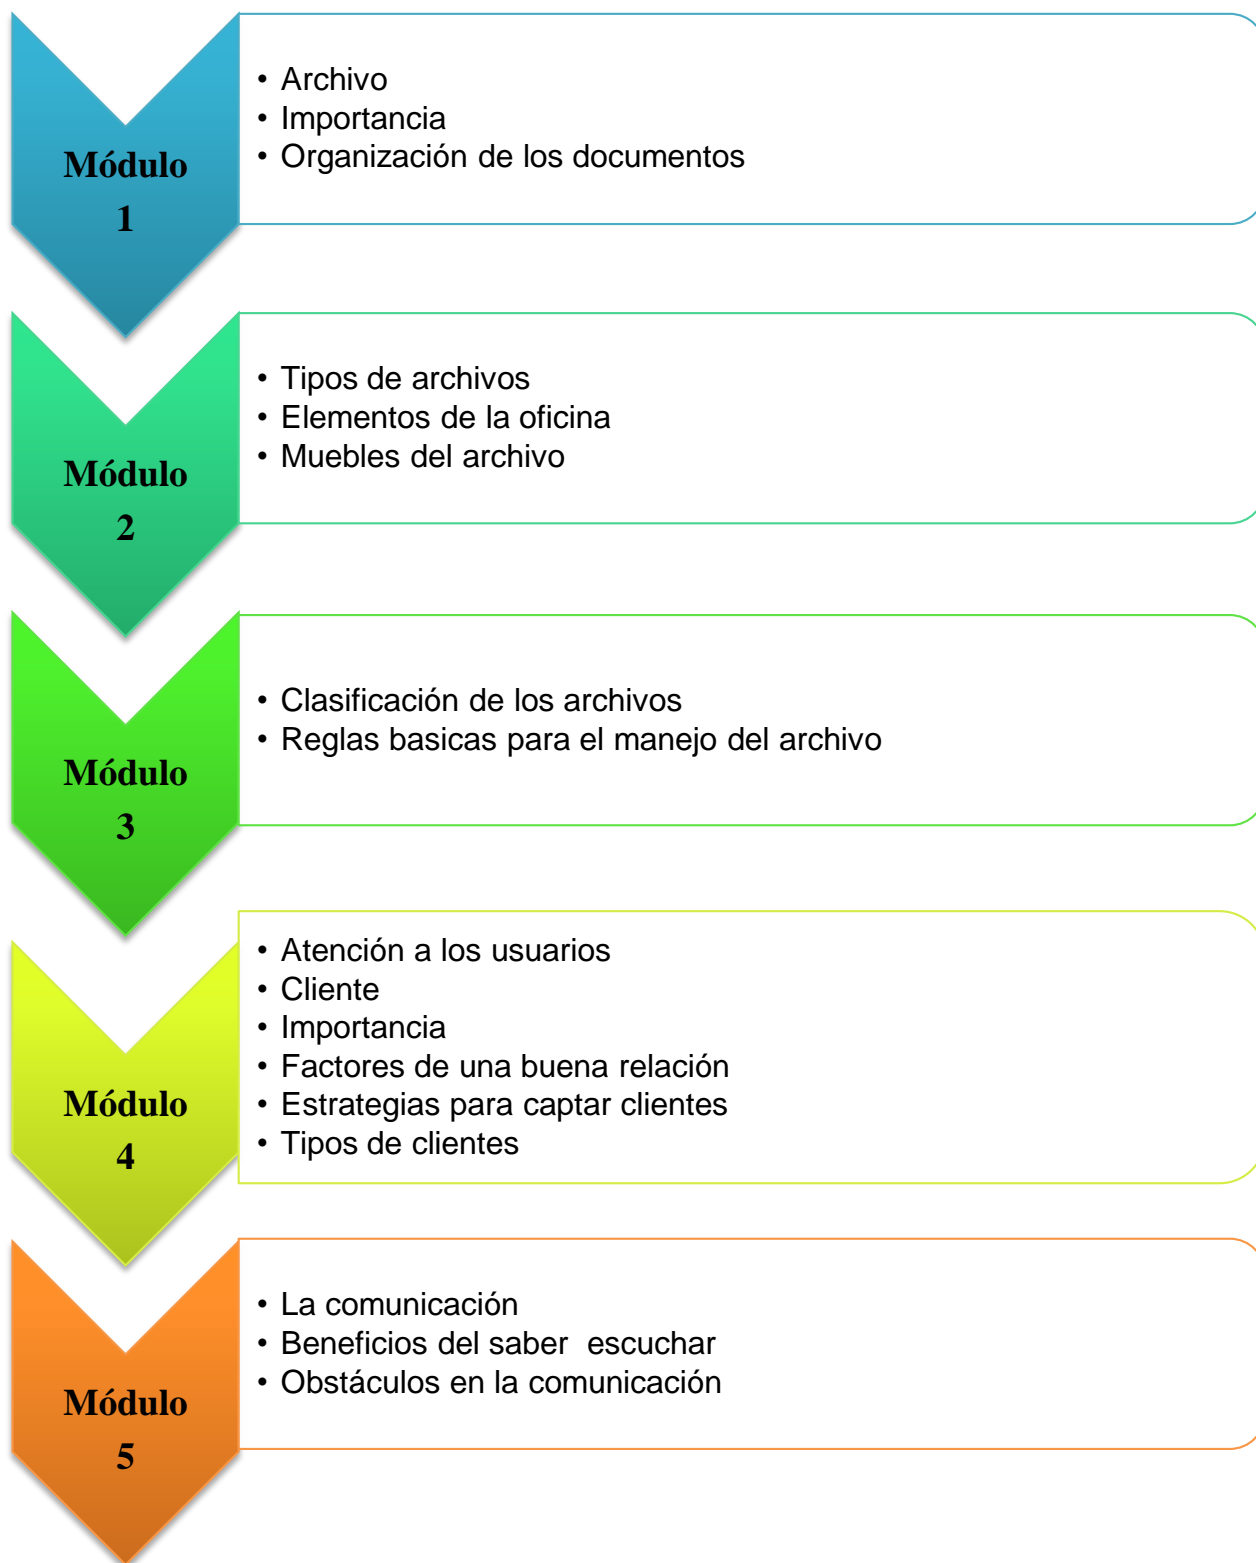 Módulo
1
• Archivo
• Importancia
• Organización de los documentos
Módulo
2
• Tipos de archivos
• Elementos de la oficina
• Muebles del archivo
Módulo
3
• Clasificación de los archivos
• Reglas basicas para el manejo del archivo
Módulo
4
• Atención a los usuarios
• Cliente
• Importancia
• Factores de una buena relación
• Estrategias para captar clientes
• Tipos de clientes
Módulo
5
• La comunicación
• Beneficios del saber  escuchar
• Obstáculos en la comunicación